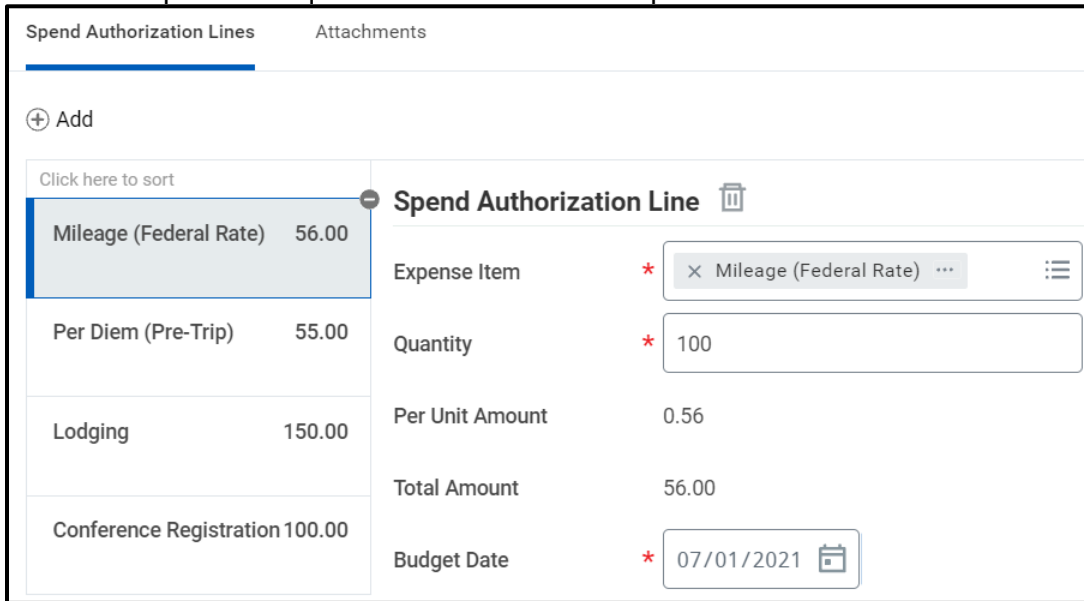 Spend Authorization Lines Attachments
Add
Click here to sort
Mileage (Federal Rate) 56.00
Per Diem (Pre-Trip) 55.00
Lodging 150.00
Conference Registration 100.00
Spend Authorization Line
Expense Item * × Mileage (Federal Rate) ...
Quantity * 100
Per Unit Amount 0.56
Total Amount 56.00
Budget Date * 07/01/2021